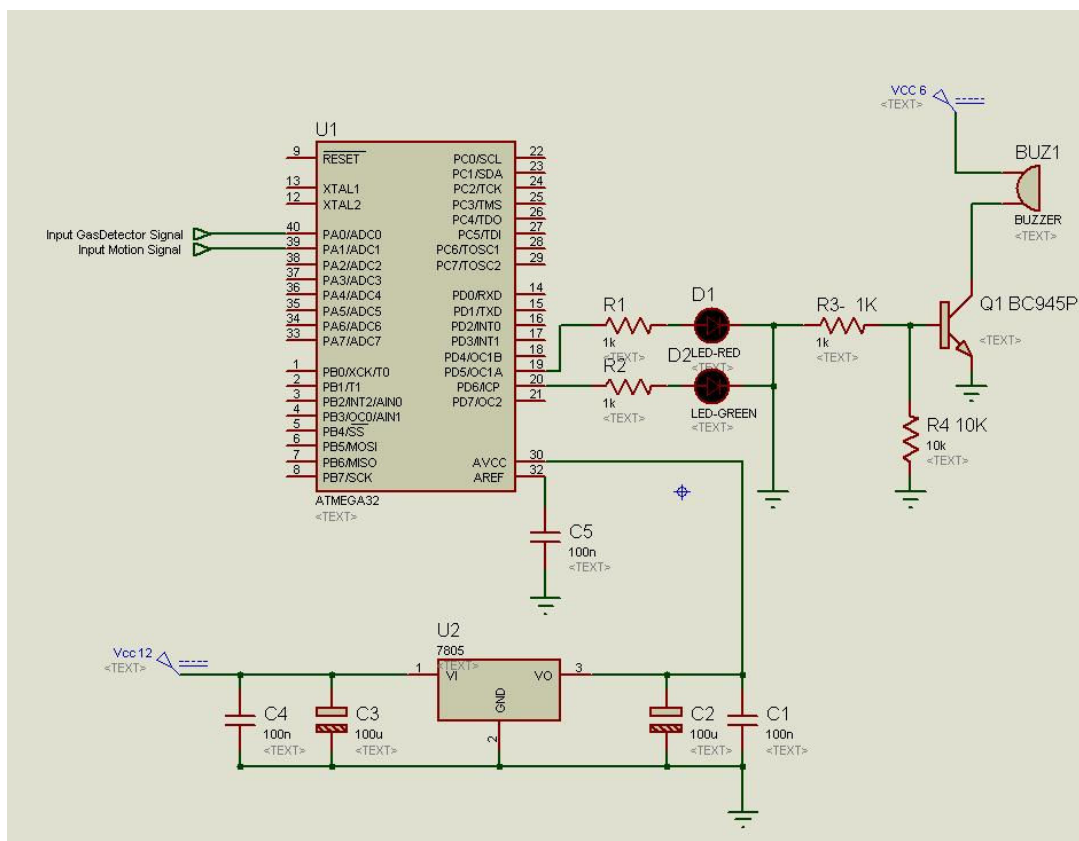 VCC 6
<TEXT>
U1
BUZ1
BUZZER
<TEXT>
9 RESET
13 XTAL1
12 XTAL2
Input GasDetector Signal
Input Motion Signal
40 PA0/ADC0
39 PA1/ADC1
38 PA2/ADC2
37 PA3/ADC3
36 PA4/ADC4
35 PA5/ADC5
34 PA6/ADC6
33 PA7/ADC7
1 PB0/XCK/T0
2 PB1/T1
3 PB2/INT2/AIN0
4 PB3/OC0/AIN1
5 PB4/SS
6 PB5/MOSI
7 PB6/MISO
8 PB7/SCK
PC0/SCL 22
PC1/SDA 23
PC2/TCK 24
PC3/TMS 25
PC4/TDO 26
PC5/TDI 27
PC6/TOSC1 28
PC7/TOSC2 29
PD0/RXD 14
PD1/TXD 15
PD2/INT0 16
PD3/INT1 17
PD4/OC1B 18
PD5/OC1A 19
PD6/ICP 20
PD7/OC2 21
AVCC 30
AREF 32
ATMEGA32
<TEXT>
R1
1k
<TEXT>
D1
LED-RED
<TEXT>
R2
1k
<TEXT>
D2
LED-GREEN
<TEXT>
R3- 1K
1k
<TEXT>
Q1 BC945P
<TEXT>
R4 10K
10k
<TEXT>
C5
100n
<TEXT>
Vcc 12
<TEXT>
U2
7805
<TEXT>
1 VI
VO 3
GND
2
C4
100n
<TEXT>
C3
100u
<TEXT>
C2
100u
<TEXT>
C1
100n
<TEXT>